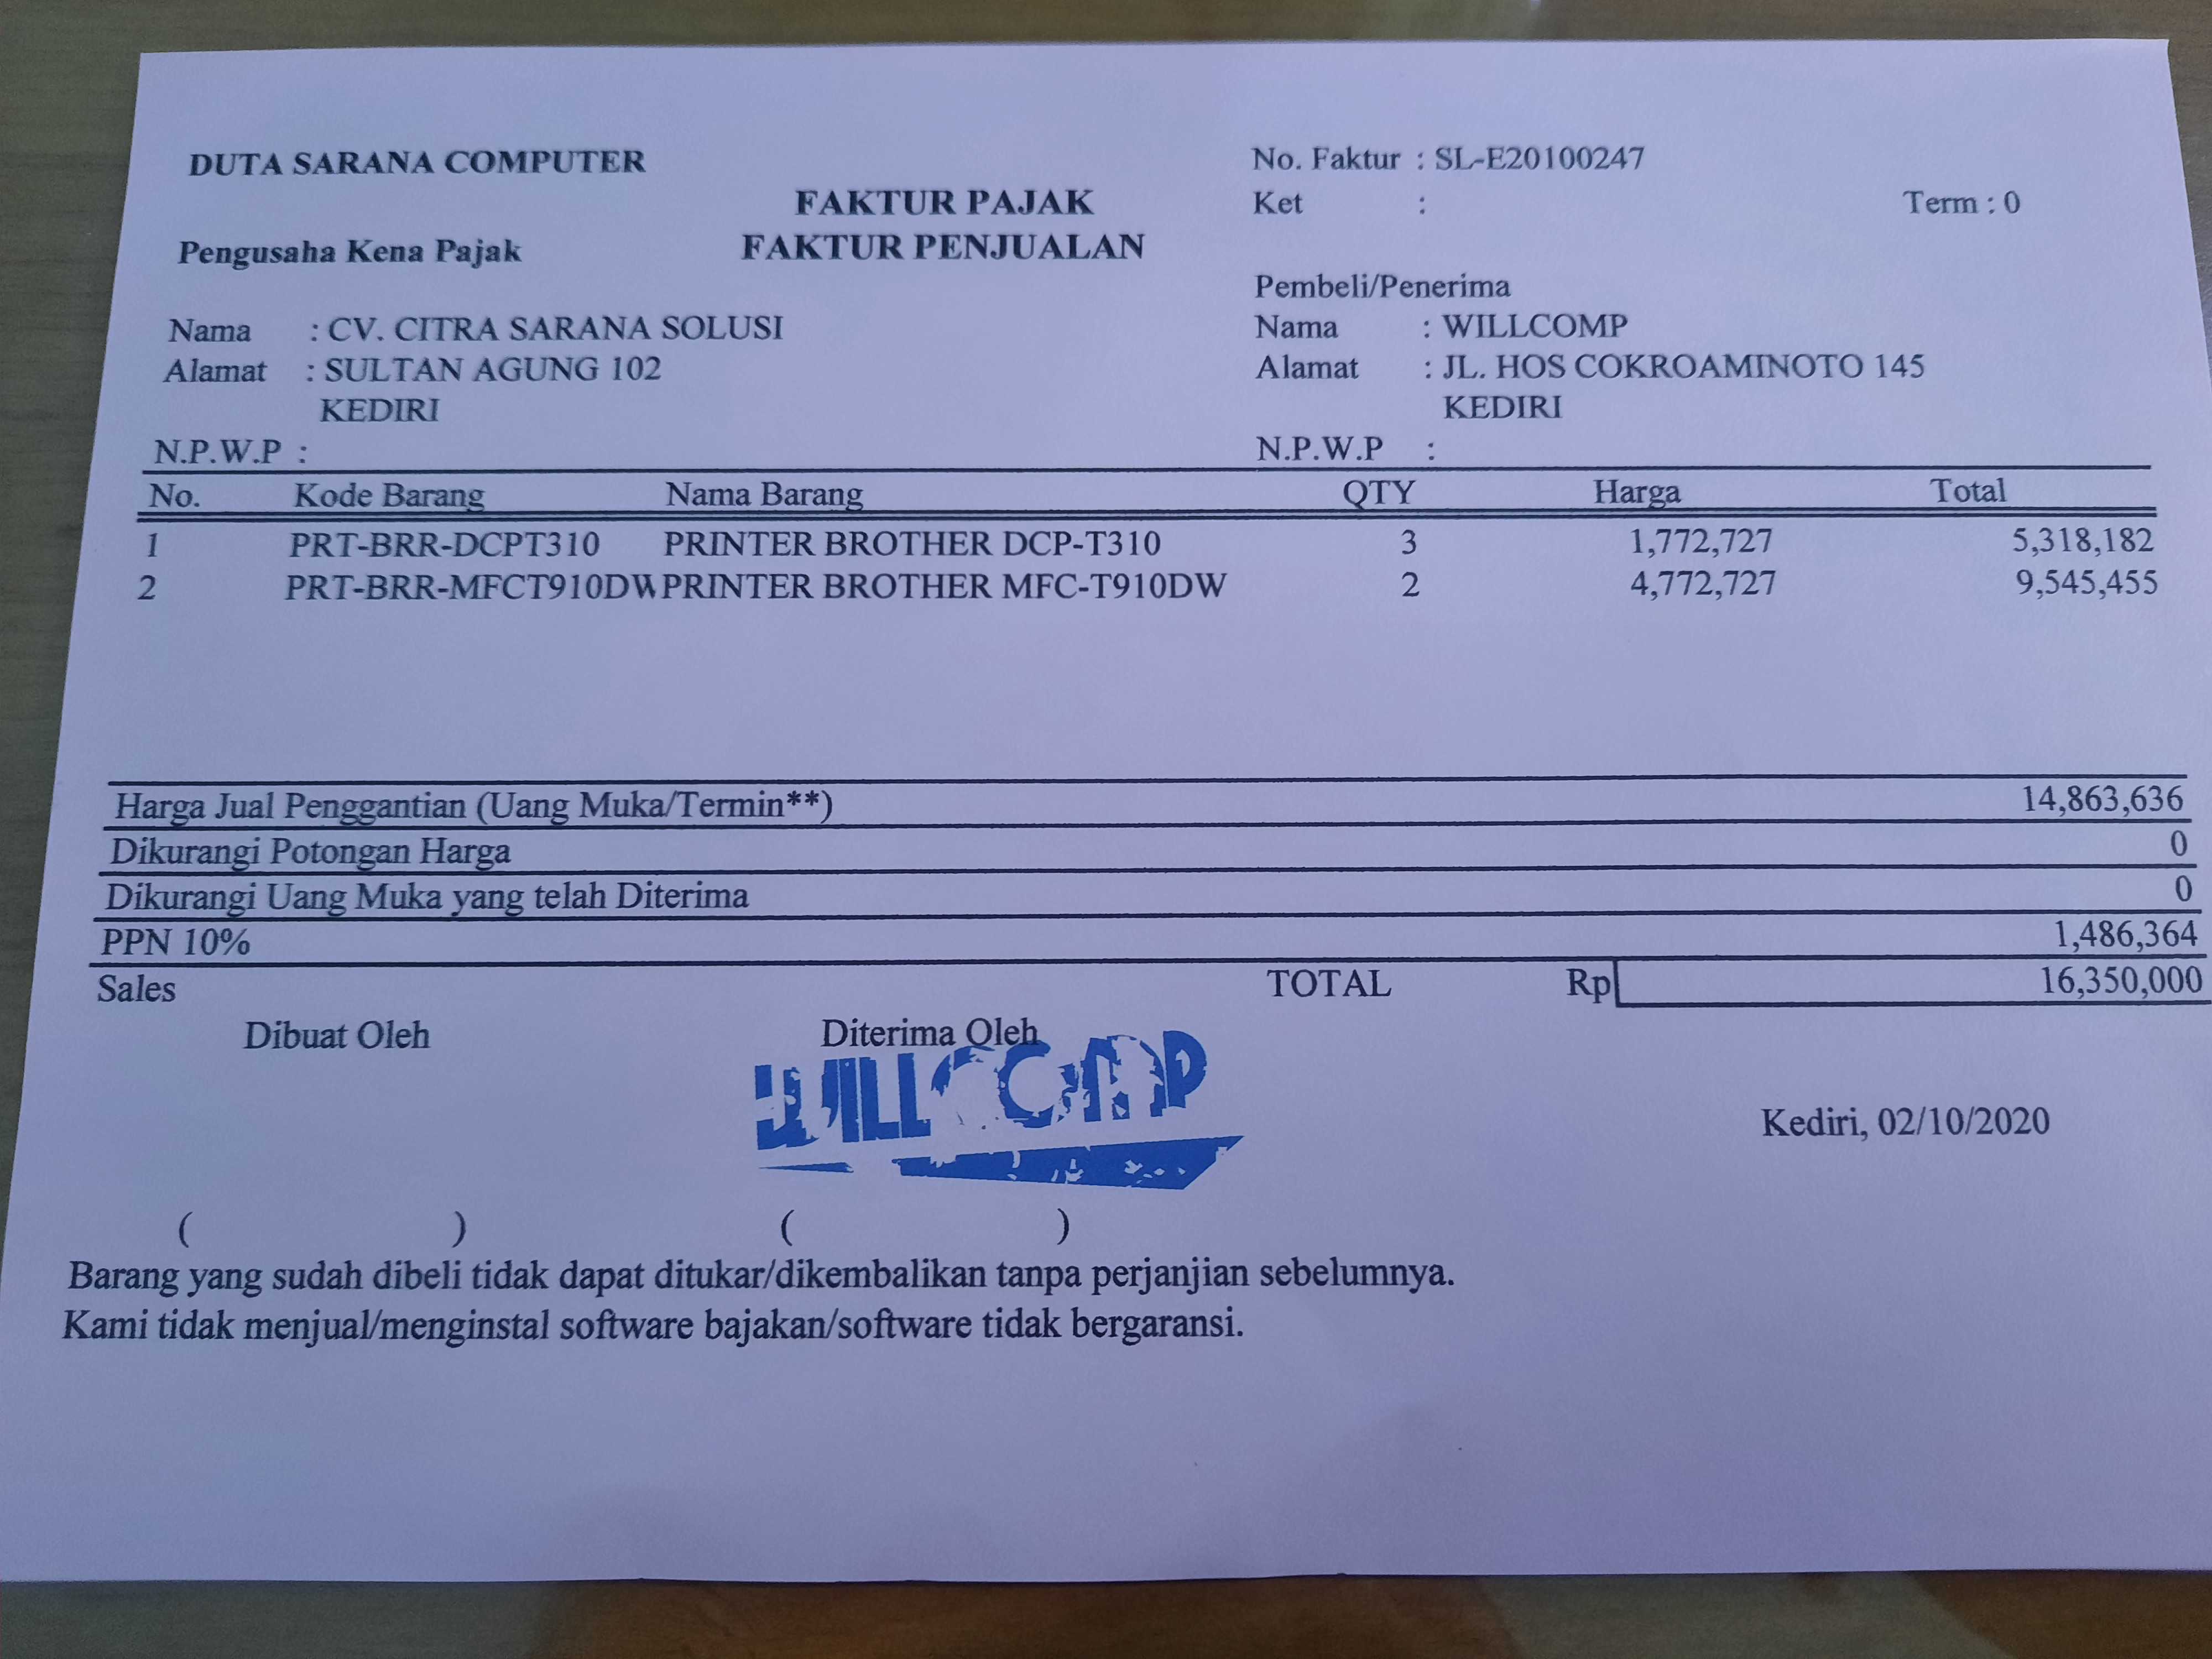 DUTA SARANA COMPUTER
FAKTUR PAJAK
FAKTUR PENJUALAN
No. Faktur : SL-E20100247
Ket : Term : 0
Pengusaha Kena Pajak
Nama : CV. CITRA SARANA SOLUSI
Alamat : SULTAN AGUNG 102
KEDIRI
N.P.W.P :
Pembeli/Penerima
Nama : WILLCOMP
Alamat : JL. HOS COKROAMINOTO 145
KEDIRI
N.P.W.P :
No. Kode Barang Nama Barang QTY Harga Total
1 PRT-BRR-DCPT310 PRINTER BROTHER DCP-T310 3 1,772,727 5,318,182
2 PRT-BRR-MFCT910DW PRINTER BROTHER MFC-T910DW 2 4,772,727 9,545,455
Harga Jual Penggantian (Uang Muka/Termin**) 14,863,636
Dikurangi Potongan Harga 0
Dikurangi Uang Muka yang telah Diterima 0
PPN 10% 1,486,364
Sales TOTAL Rp 16,350,000
Dibuat Oleh Diterima Oleh
WILLCOMP
Kediri, 02/10/2020
( ) ( )
Barang yang sudah dibeli tidak dapat ditukar/dikembalikan tanpa perjanjian sebelumnya.
Kami tidak menjual/menginstal software bajakan/software tidak bergaransi.